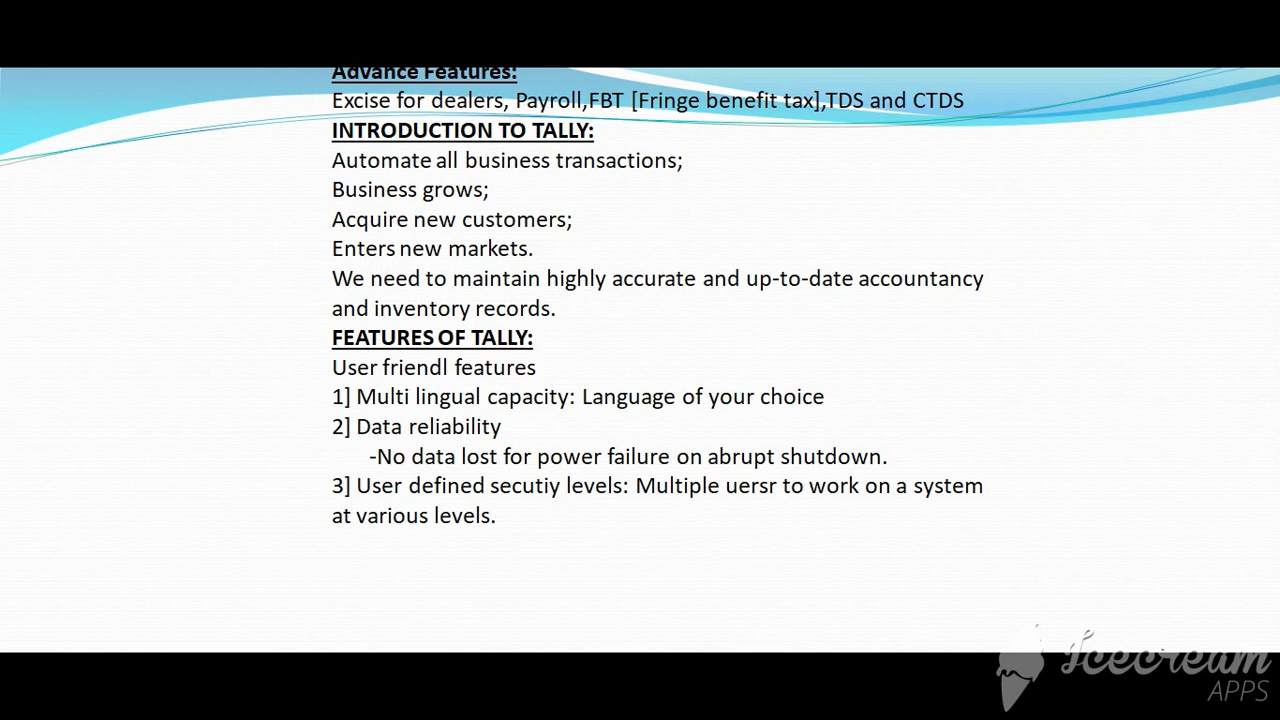 Advance Features:
Excise for dealers, Payroll,FBT [Fringe benefit tax],TDS and CTDS
INTRODUCTION TO TALLY:
Automate all business transactions;
Business grows;
Acquire new customers;
Enters new markets.
We need to maintain highly accurate and up-to-date accountancy
and inventory records.
FEATURES OF TALLY:
User friendl features
1] Multi lingual capacity: Language of your choice
2] Data reliability
-No data lost for power failure on abrupt shutdown.
3] User defined secutiy levels: Multiple uersr to work on a system
at various levels.
Icecream
APPS